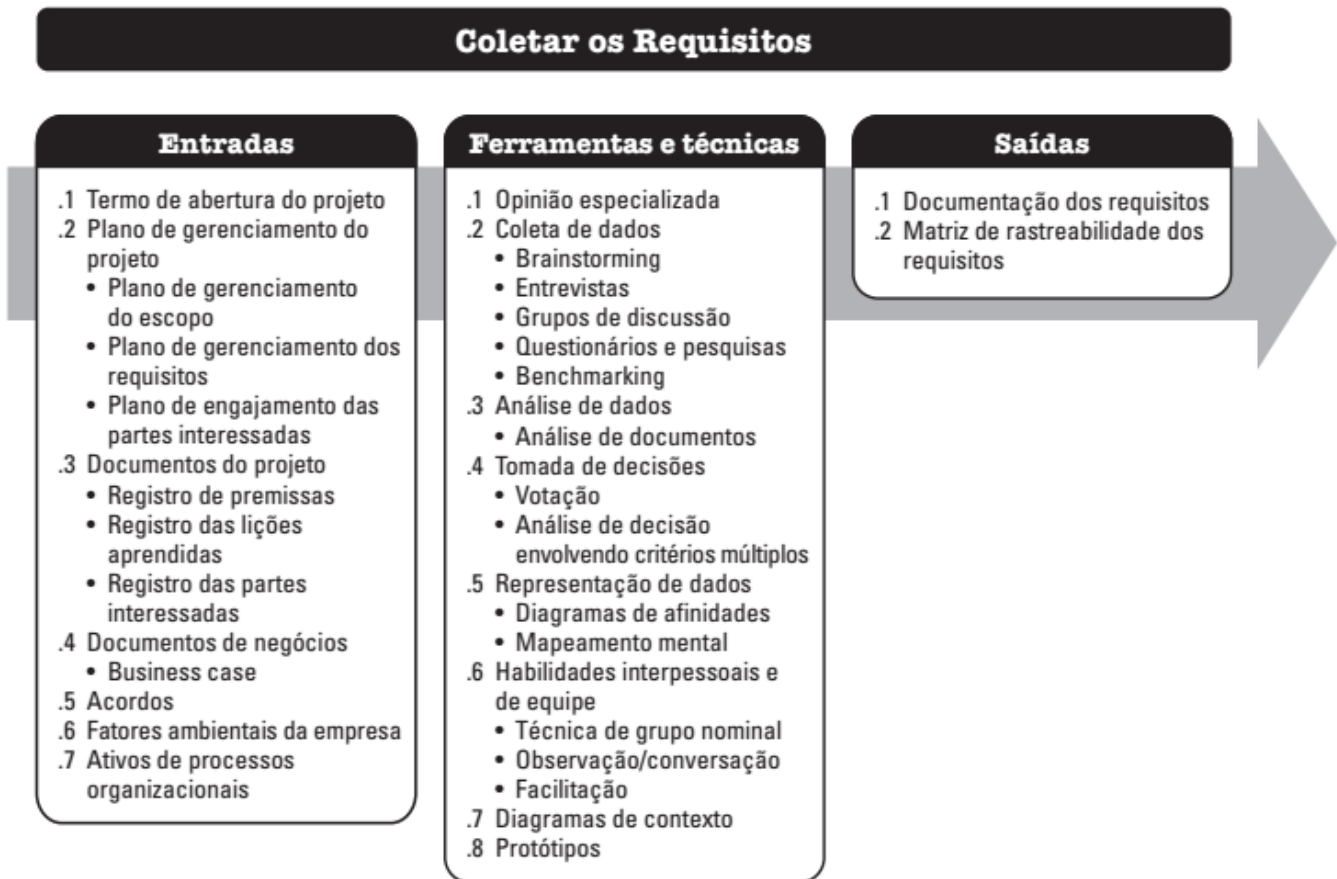 Coletar os Requisitos
Entradas
.1 Termo de abertura do projeto
.2 Plano de gerenciamento do
projeto
• Plano de gerenciamento
do escopo
• Plano de gerenciamento dos
requisitos
• Plano de engajamento das
partes interessadas
.3 Documentos do projeto
• Registro de premissas
• Registro das lições
aprendidas
• Registro das partes
interessadas
.4 Documentos de negócios
• Business case
.5 Acordos
.6 Fatores ambientais da empresa
.7 Ativos de processos
organizacionais
Ferramentas e técnicas
.1 Opinião especializada
.2 Coleta de dados
• Brainstorming
• Entrevistas
• Grupos de discussão
• Questionários e pesquisas
• Benchmarking
.3 Análise de dados
• Análise de documentos
.4 Tomada de decisões
• Votação
• Análise de decisão
envolvendo critérios múltiplos
.5 Representação de dados
• Diagramas de afinidades
• Mapeamento mental
.6 Habilidades interpessoais e
de equipe
• Técnica de grupo nominal
• Observação/conversação
• Facilitação
.7 Diagramas de contexto
.8 Protótipos
Saídas
.1 Documentação dos requisitos
.2 Matriz de rastreabilidade dos
requisitos